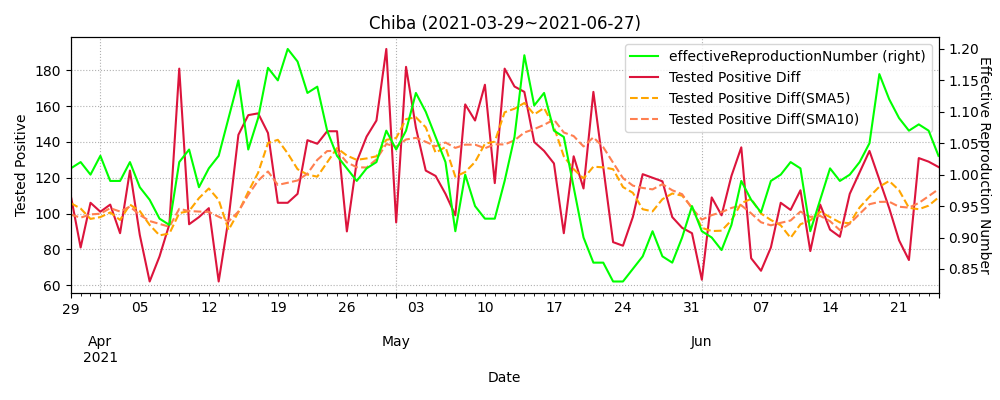 Chiba (2021-03-29~2021-06-27)
effectiveReproductionNumber (right)
Tested Positive Diff
Tested Positive Diff(SMA5)
Tested Positive Diff(SMA10)
Tested Positive
180
160
140
120
100
80
60
1.20
1.15
1.10
1.05
1.00
0.95
0.90
0.85
Effective Reproduction Number
29 05 12 19 26 03 10 17 24 31 07 14 21
Apr May Jun
2021
Date